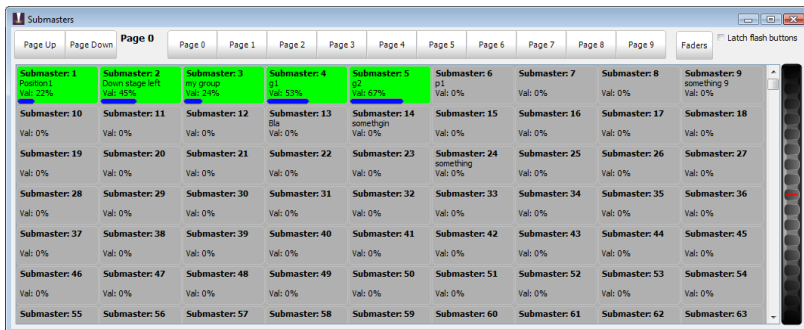 Submasters
Page Up Page Down Page 0 Page 0 Page 1 Page 2 Page 3 Page 4 Page 5 Page 6 Page 7 Page 8 Page 9 Faders Latch flash buttons
Submaster: 1 Submaster: 2 Submaster: 3 Submaster: 4 Submaster: 5 Submaster: 6 Submaster: 7 Submaster: 8 Submaster: 9
Position1 Down stage left my group g1 g2 p1 something 9
Val: 22% Val: 45% Val: 24% Val: 53% Val: 67% Val: 0% Val: 0% Val: 0% Val: 0%
Submaster: 10 Submaster: 11 Submaster: 12 Submaster: 13 Submaster: 14 Submaster: 15 Submaster: 16 Submaster: 17 Submaster: 18
Bla somethgin
Val: 0% Val: 0% Val: 0% Val: 0% Val: 0% Val: 0% Val: 0% Val: 0% Val: 0%
Submaster: 19 Submaster: 20 Submaster: 21 Submaster: 22 Submaster: 23 Submaster: 24 Submaster: 25 Submaster: 26 Submaster: 27
something
Val: 0% Val: 0% Val: 0% Val: 0% Val: 0% Val: 0% Val: 0% Val: 0% Val: 0%
Submaster: 28 Submaster: 29 Submaster: 30 Submaster: 31 Submaster: 32 Submaster: 33 Submaster: 34 Submaster: 35 Submaster: 36
Val: 0% Val: 0% Val: 0% Val: 0% Val: 0% Val: 0% Val: 0% Val: 0% Val: 0%
Submaster: 37 Submaster: 38 Submaster: 39 Submaster: 40 Submaster: 41 Submaster: 42 Submaster: 43 Submaster: 44 Submaster: 45
Val: 0% Val: 0% Val: 0% Val: 0% Val: 0% Val: 0% Val: 0% Val: 0% Val: 0%
Submaster: 46 Submaster: 47 Submaster: 48 Submaster: 49 Submaster: 50 Submaster: 51 Submaster: 52 Submaster: 53 Submaster: 54
Val: 0% Val: 0% Val: 0% Val: 0% Val: 0% Val: 0% Val: 0% Val: 0% Val: 0%
Submaster: 55 Submaster: 56 Submaster: 57 Submaster: 58 Submaster: 59 Submaster: 60 Submaster: 61 Submaster: 62 Submaster: 63